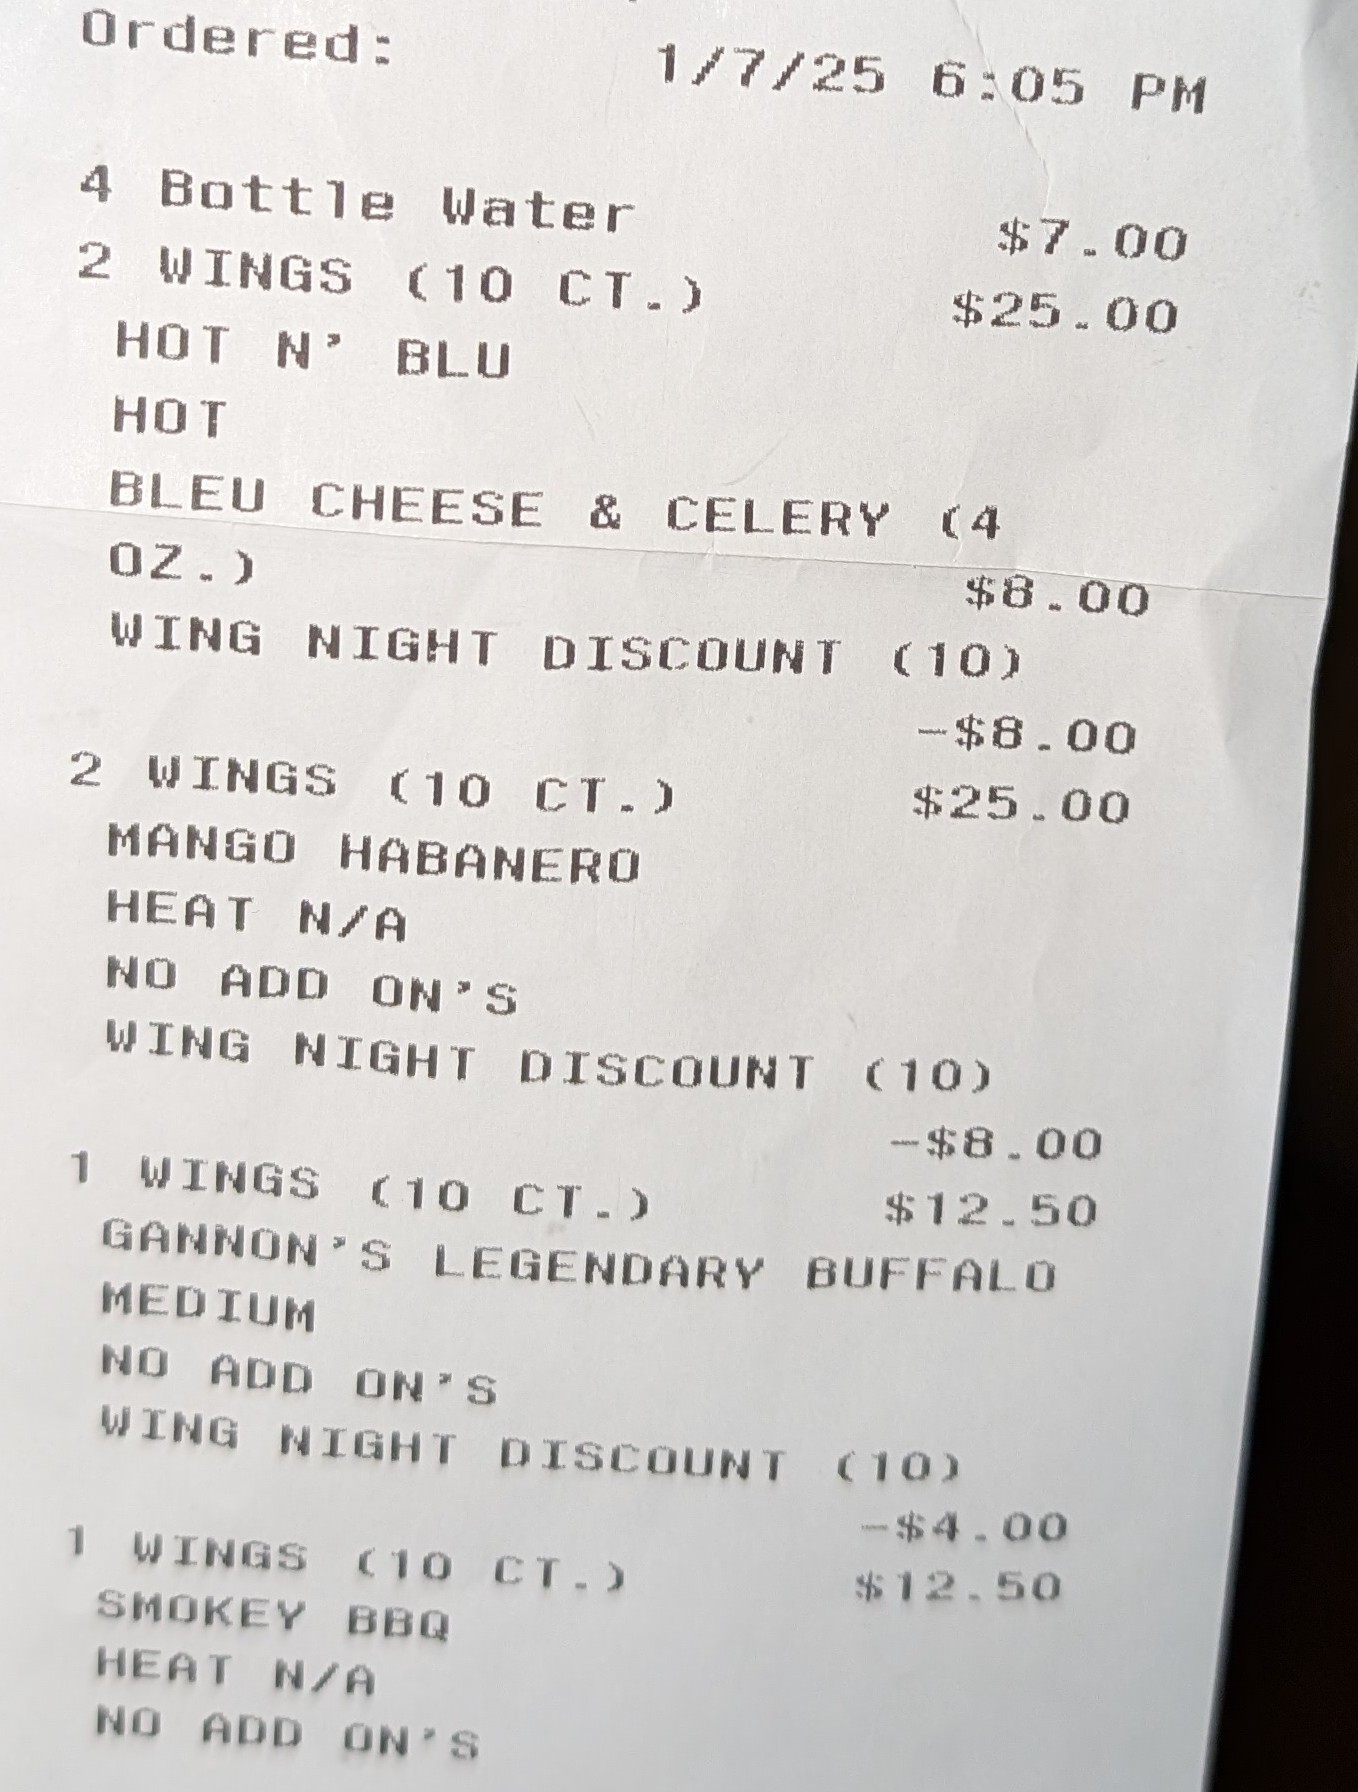 Ordered: 1/7/25 6:05 PM
4 Bottle Water $7.00
2 WINGS (10 CT.) $25.00
HOT N' BLU
HOT
BLEU CHEESE & CELERY (4
OZ.) $8.00
WING NIGHT DISCOUNT (10)
-$8.00
2 WINGS (10 CT.) $25.00
MANGO HABANERO
HEAT N/A
NO ADD ON'S
WING NIGHT DISCOUNT (10)
-$8.00
1 WINGS (10 CT.) $12.50
GANNON'S LEGENDARY BUFFALO
MEDIUM
NO ADD ON'S
WING NIGHT DISCOUNT (10)
-$4.00
1 WINGS (10 CT.) $12.50
SMOKEY BBQ
HEAT N/A
NO ADD ON'S